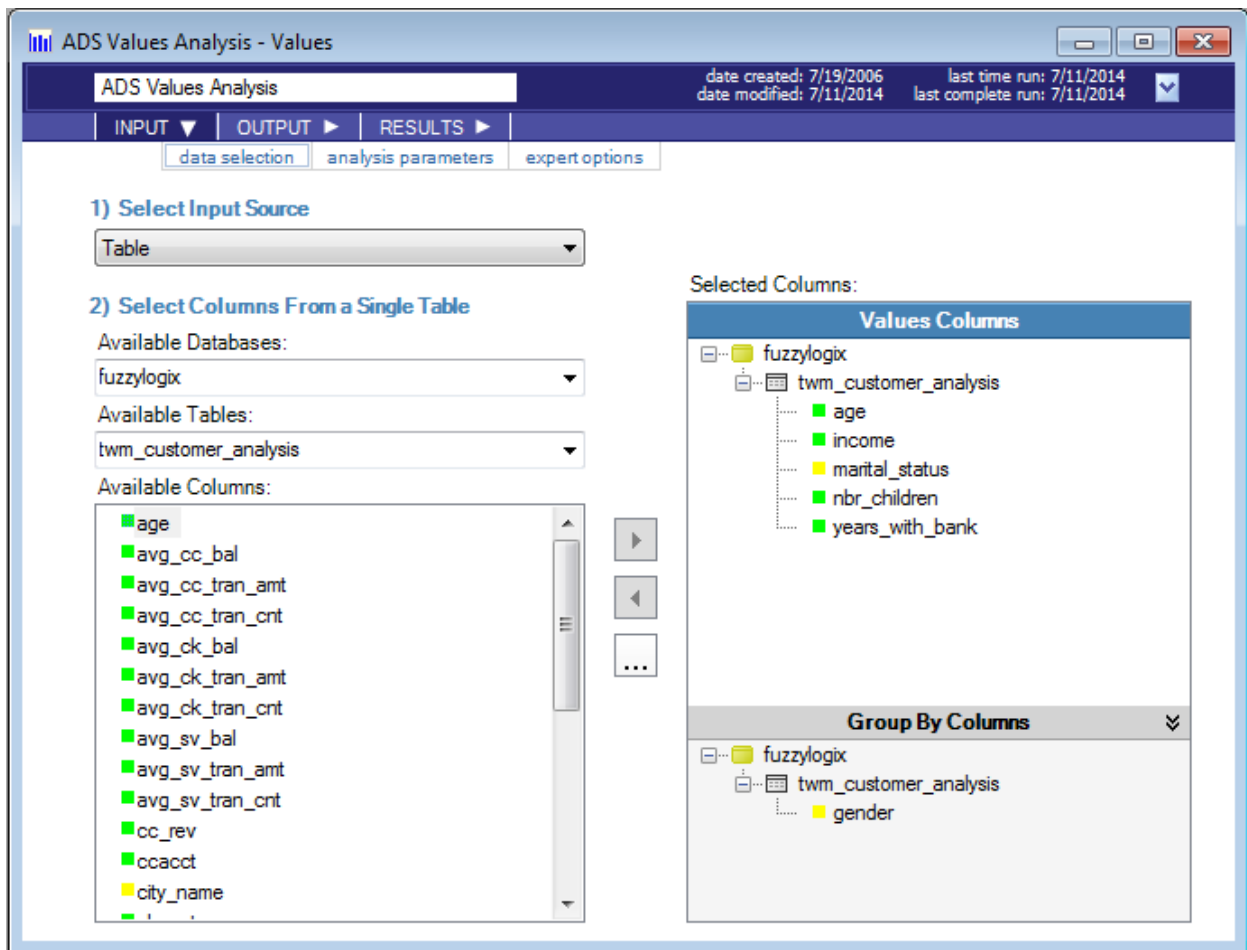 ADS Values Analysis - Values
ADS Values Analysis
date created: 7/19/2006 last time run: 7/11/2014
date modified: 7/11/2014 last complete run: 7/11/2014
INPUT ▼ OUTPUT ► RESULTS ►
data selection analysis parameters expert options
1) Select Input Source
Table
2) Select Columns From a Single Table
Available Databases:
fuzzylogix
Available Tables:
twm_customer_analysis
Available Columns:
age
avg_cc_bal
avg_cc_tran_amt
avg_cc_tran_cnt
avg_ck_bal
avg_ck_tran_amt
avg_ck_tran_cnt
avg_sv_bal
avg_sv_tran_amt
avg_sv_tran_cnt
cc_rev
ccacct
city_name
...
Selected Columns:
Values Columns
fuzzylogix
twm_customer_analysis
age
income
marital_status
nbr_children
years_with_bank
Group By Columns
fuzzylogix
twm_customer_analysis
gender